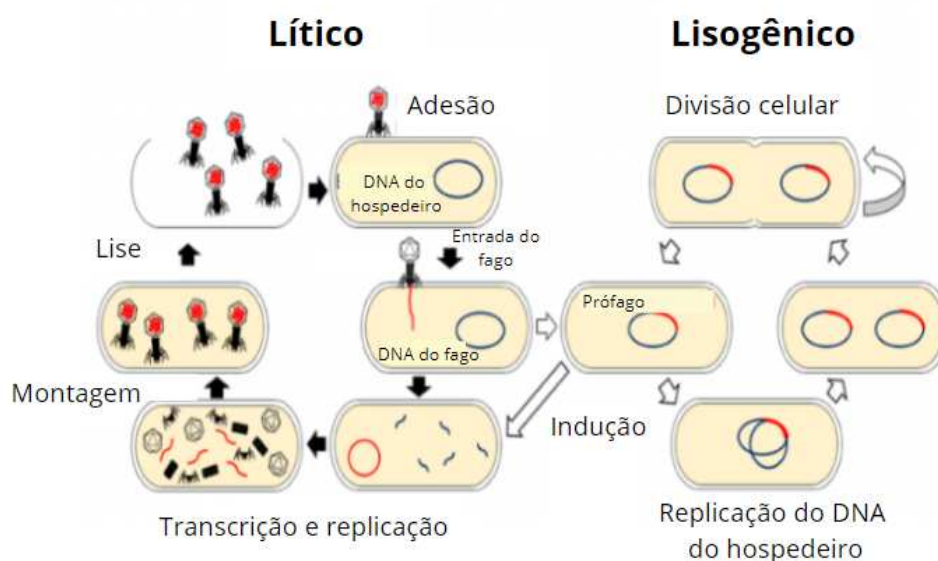 Lítico
Lisogênico
Adesão
Divisão celular
DNA do
hospedeiro
Entrada do
fago
Lise
Prófago
DNA do fago
Montagem
Indução
Transcrição e replicação
Replicação do DNA
do hospedeiro